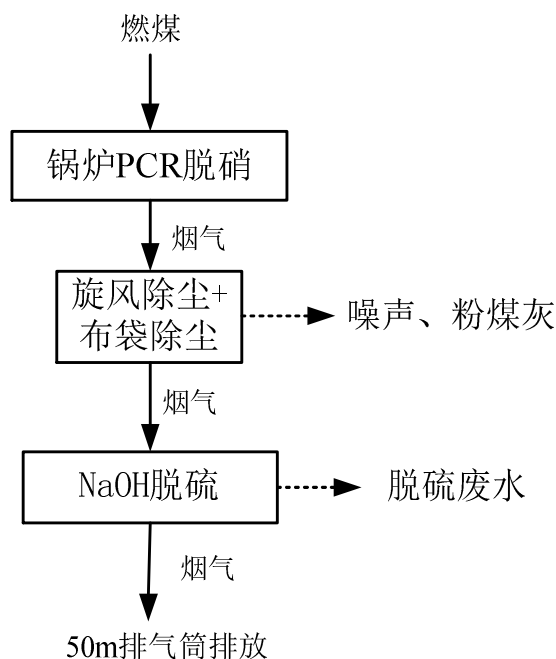 燃煤
锅炉PCR脱硝
烟气
旋风除尘+
布袋除尘
噪声、粉煤灰
烟气
NaOH脱硫
脱硫废水
烟气
50m排气筒排放